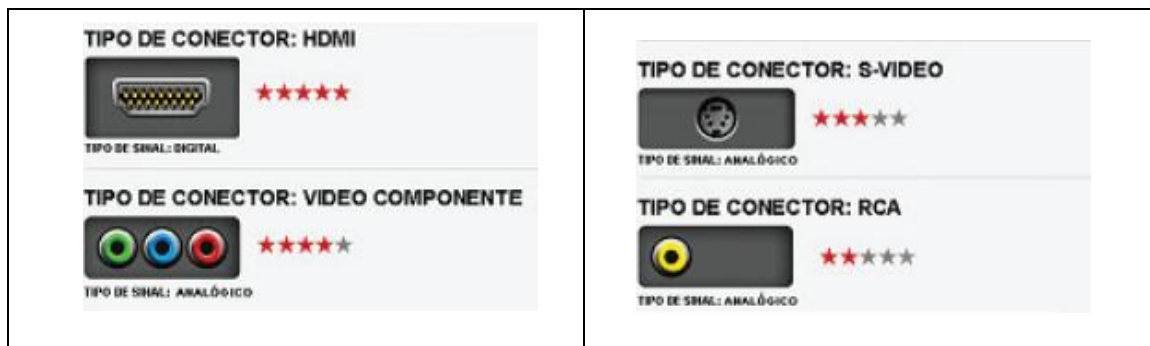 TIPO DE CONECTOR: HDMI
TIPO DE SINAL: DIGITAL
TIPO DE CONECTOR: VIDEO COMPONENTE
TIPO DE SINAL: ANALÓGICO
TIPO DE CONECTOR: S-VIDEO
TIPO DE SINAL: ANALÓGICO
TIPO DE CONECTOR: RCA
TIPO DE SINAL: ANALÓGICO